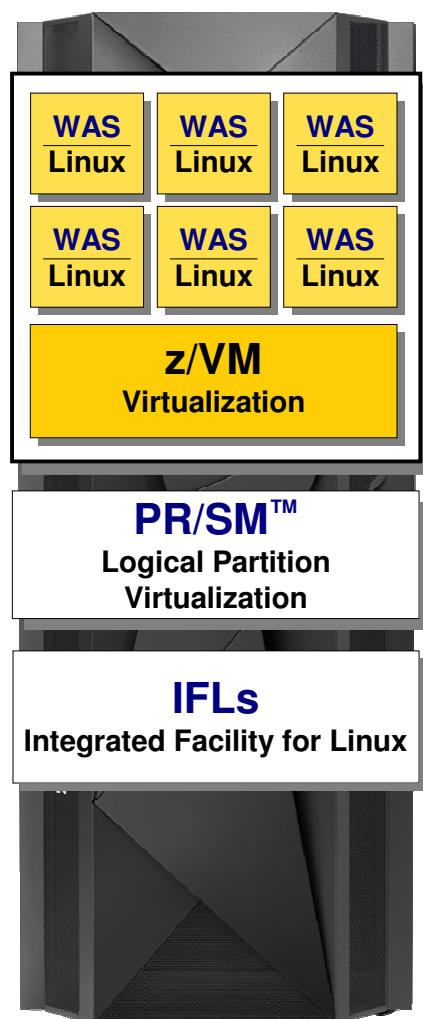 WAS WAS WAS
Linux Linux Linux
WAS WAS WAS
Linux Linux Linux
z/VM
Virtualization
PR/SM™
Logical Partition
Virtualization
IFLs
Integrated Facility for Linux